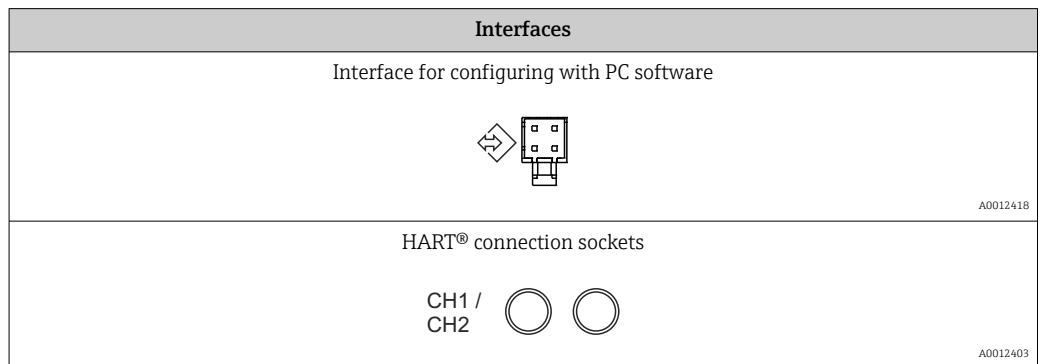 Interfaces
Interface for configuring with PC software
A0012418
HART® connection sockets
CH1 /
CH2
A0012403